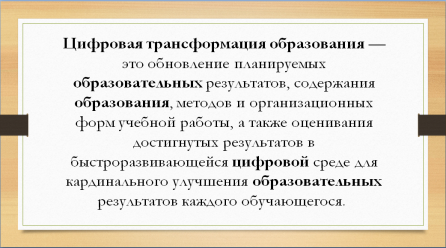 Цифровая трансформация образования —
это обновление планируемых
образовательных результатов, содержания
образования, методов и организационных
форм учебной работы, а также оценивания
достигнутых результатов в
быстроразвивающейся цифровой среде для
кардинального улучшения образовательных
результатов каждого обучающегося.